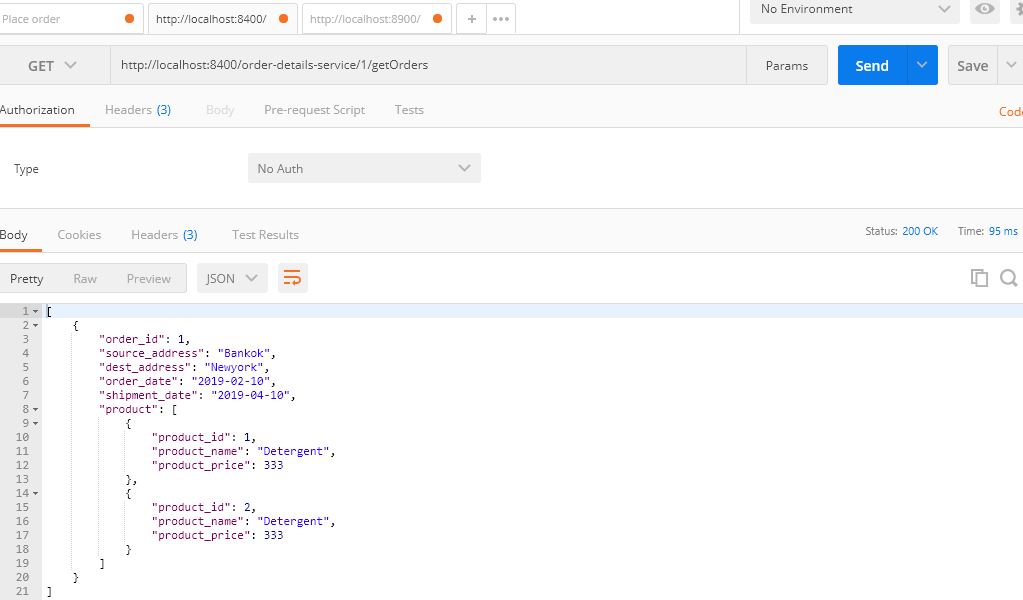 Place order
http://localhost:8400/
http://localhost:8900/
+
•••
No Environment
GET
http://localhost:8400/order-details-service/1/getOrders
Params
Send
Save
Authorization
Headers (3)
Body
Pre-request Script
Tests
Code
Type
No Auth
Body
Cookies
Headers (3)
Test Results
Status: 200 OK
Time: 95 ms
Pretty
Raw
Preview
JSON
1 [
2 {
3 "order_id": 1,
4 "source_address": "Bankok",
5 "dest_address": "Newyork",
6 "order_date": "2019-02-10",
7 "shipment_date": "2019-04-10",
8 "product": [
9 {
10 "product_id": 1,
11 "product_name": "Detergent",
12 "product_price": 333
13 },
14 {
15 "product_id": 2,
16 "product_name": "Detergent",
17 "product_price": 333
18 }
19 ]
20 }
21 ]